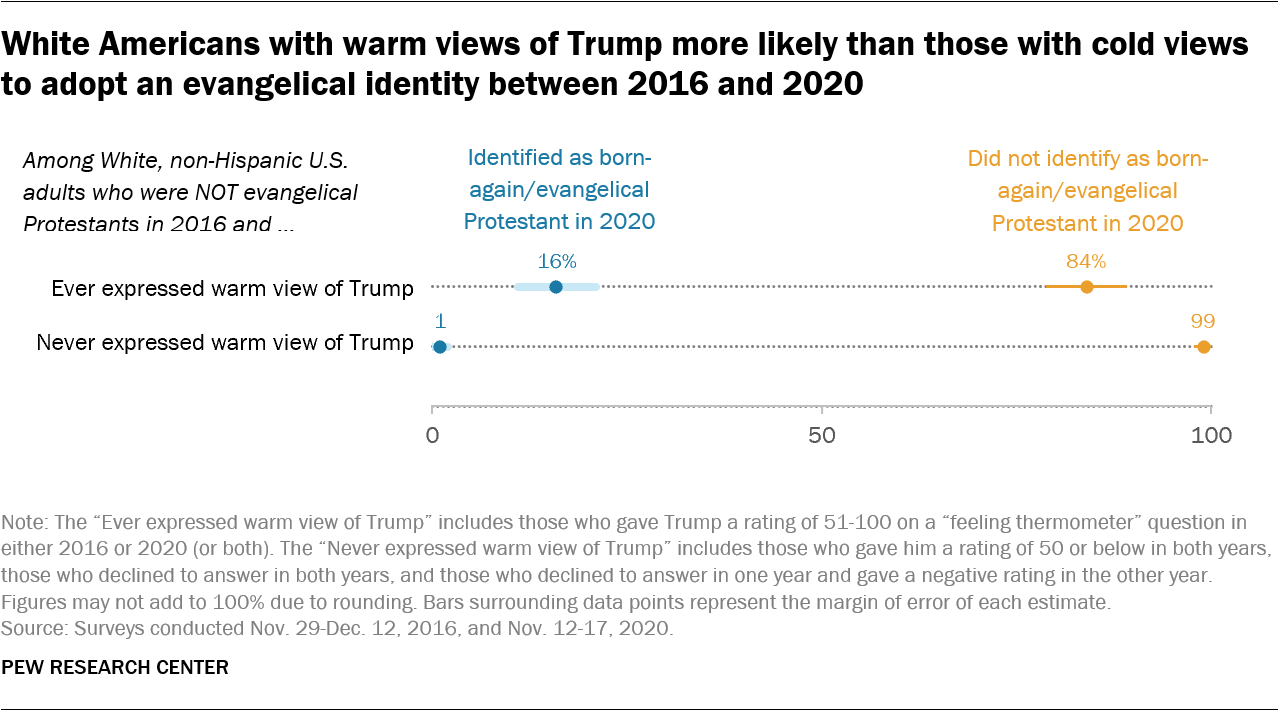 White Americans with warm views of Trump more likely than those with cold views
to adopt an evangelical identity between 2016 and 2020
Among White, non-Hispanic U.S.
adults who were NOT evangelical
Protestants in 2016 and ...
Identified as born-
again/evangelical
Protestant in 2020
Did not identify as born-
again/evangelical
Protestant in 2020
16%
84%
Ever expressed warm view of Trump
1
99
Never expressed warm view of Trump
0
50
100
Note: The “Ever expressed warm view of Trump” includes those who gave Trump a rating of 51-100 on a “feeling thermometer” question in
either 2016 or 2020 (or both). The “Never expressed warm view of Trump” includes those who gave him a rating of 50 or below in both years,
those who declined to answer in both years, and those who declined to answer in one year and gave a negative rating in the other year.
Figures may not add to 100% due to rounding. Bars surrounding data points represent the margin of error of each estimate.
Source: Surveys conducted Nov. 29-Dec. 12, 2016, and Nov. 12-17, 2020.
PEW RESEARCH CENTER